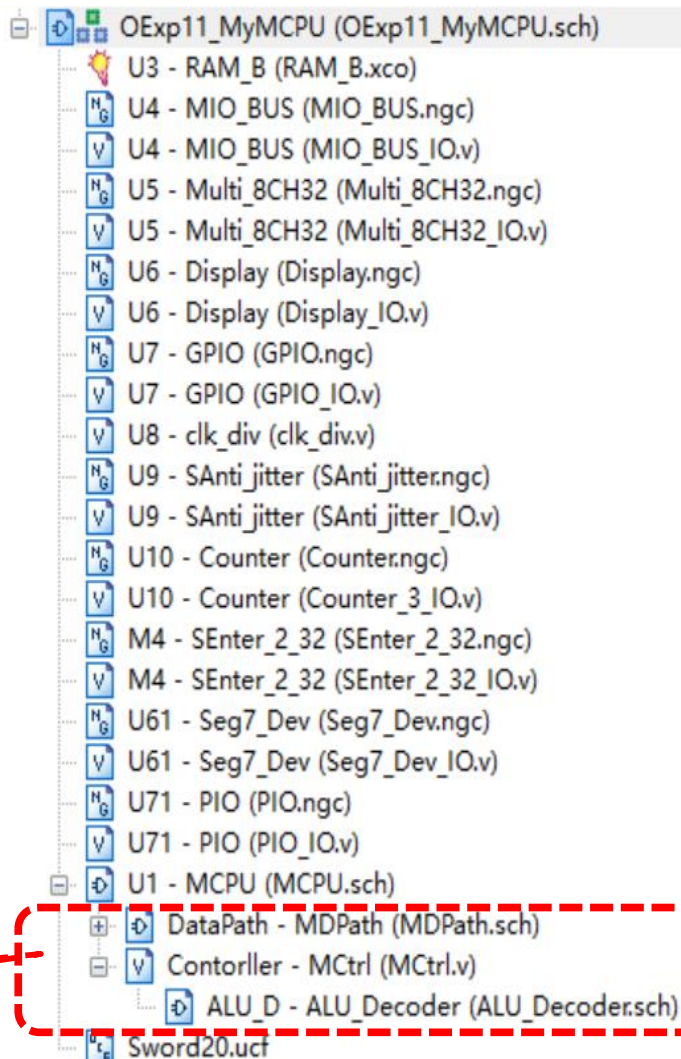 OExp11_MyMCPU (OExp11_MyMCPU.sch)
U3 - RAM_B (RAM_B.xco)
U4 - MIO_BUS (MIO_BUS.ngc)
U4 - MIO_BUS (MIO_BUS_IO.v)
U5 - Multi_8CH32 (Multi_8CH32.ngc)
U5 - Multi_8CH32 (Multi_8CH32_IO.v)
U6 - Display (Display.ngc)
U6 - Display (Display_IO.v)
U7 - GPIO (GPIO.ngc)
U7 - GPIO (GPIO_IO.v)
U8 - clk_div (clk_div.v)
U9 - SAnti_jitter (SAnti_jitter.ngc)
U9 - SAnti_jitter (SAnti_jitter_IO.v)
U10 - Counter (Counter.ngc)
U10 - Counter (Counter_3_IO.v)
M4 - SEnter_2_32 (SEnter_2_32.ngc)
M4 - SEnter_2_32 (SEnter_2_32_IO.v)
U61 - Seg7_Dev (Seg7_Dev.ngc)
U61 - Seg7_Dev (Seg7_Dev_IO.v)
U71 - PIO (PIO.ngc)
U71 - PIO (PIO_IO.v)
U1 - MCPU (MCPU.sch)
DataPath - MDPath (MDPath.sch)
Contorller - MCtrl (MCtrl.v)
ALU_D - ALU_Decoder (ALU_Decoder.sch)
Sword20.ucf